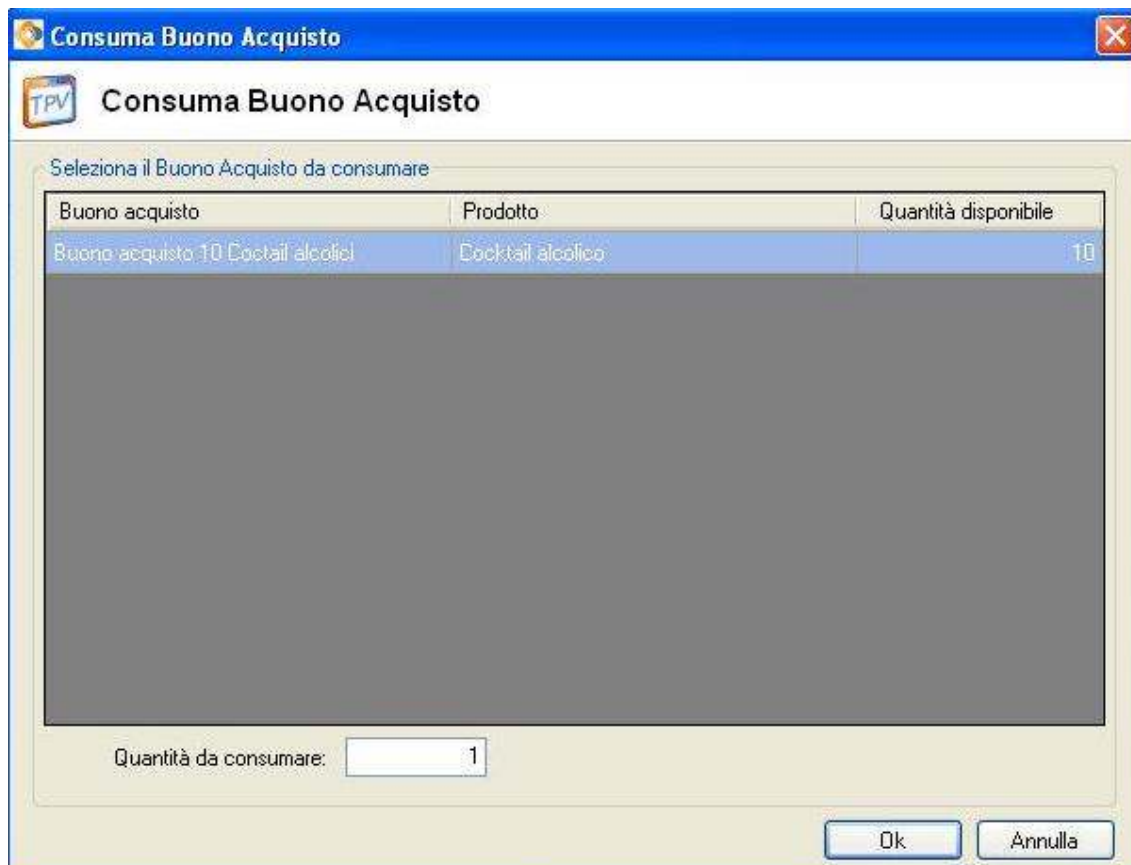 Consuma Buono Acquisto
TPV Consuma Buono Acquisto
Seleziona il Buono Acquisto da consumare
Buono acquisto Prodotto Quantità disponibile
Buono acquisto 10 Coctail alcolici Cocktail alcolico 10
Quantità da consumare: 1
Ok Annulla